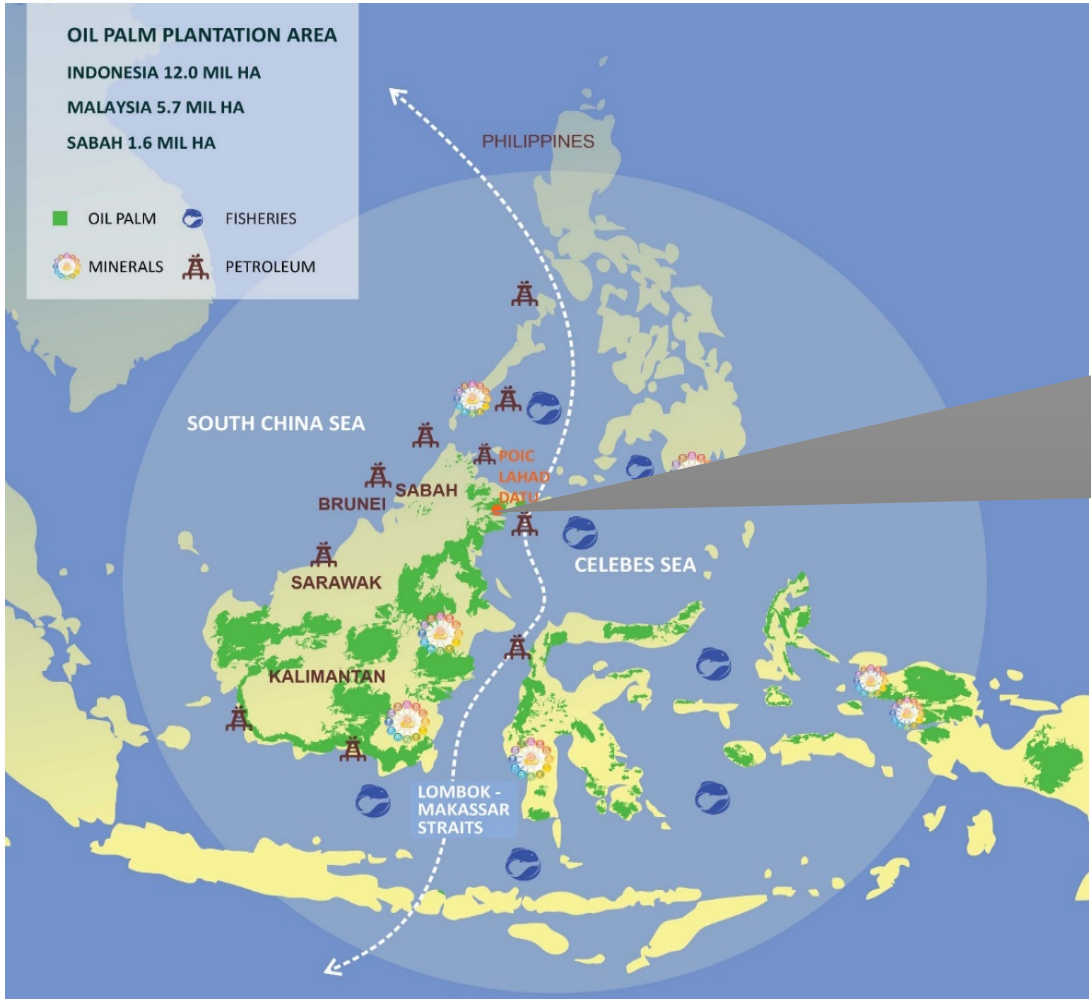 OIL PALM PLANTATION AREA
INDONESIA 12.0 MIL HA
MALAYSIA 5.7 MIL HA
SABAH 1.6 MIL HA
OIL PALM
FISHERIES
MINERALS
PETROLEUM
PHILIPPINES
SOUTH CHINA SEA
POIC
LAHAD
DATU
SABAH
BRUNEI
CELEBES SEA
SARAWAK
KALIMANTAN
LOMBOK -
MAKASSAR
STRAITS